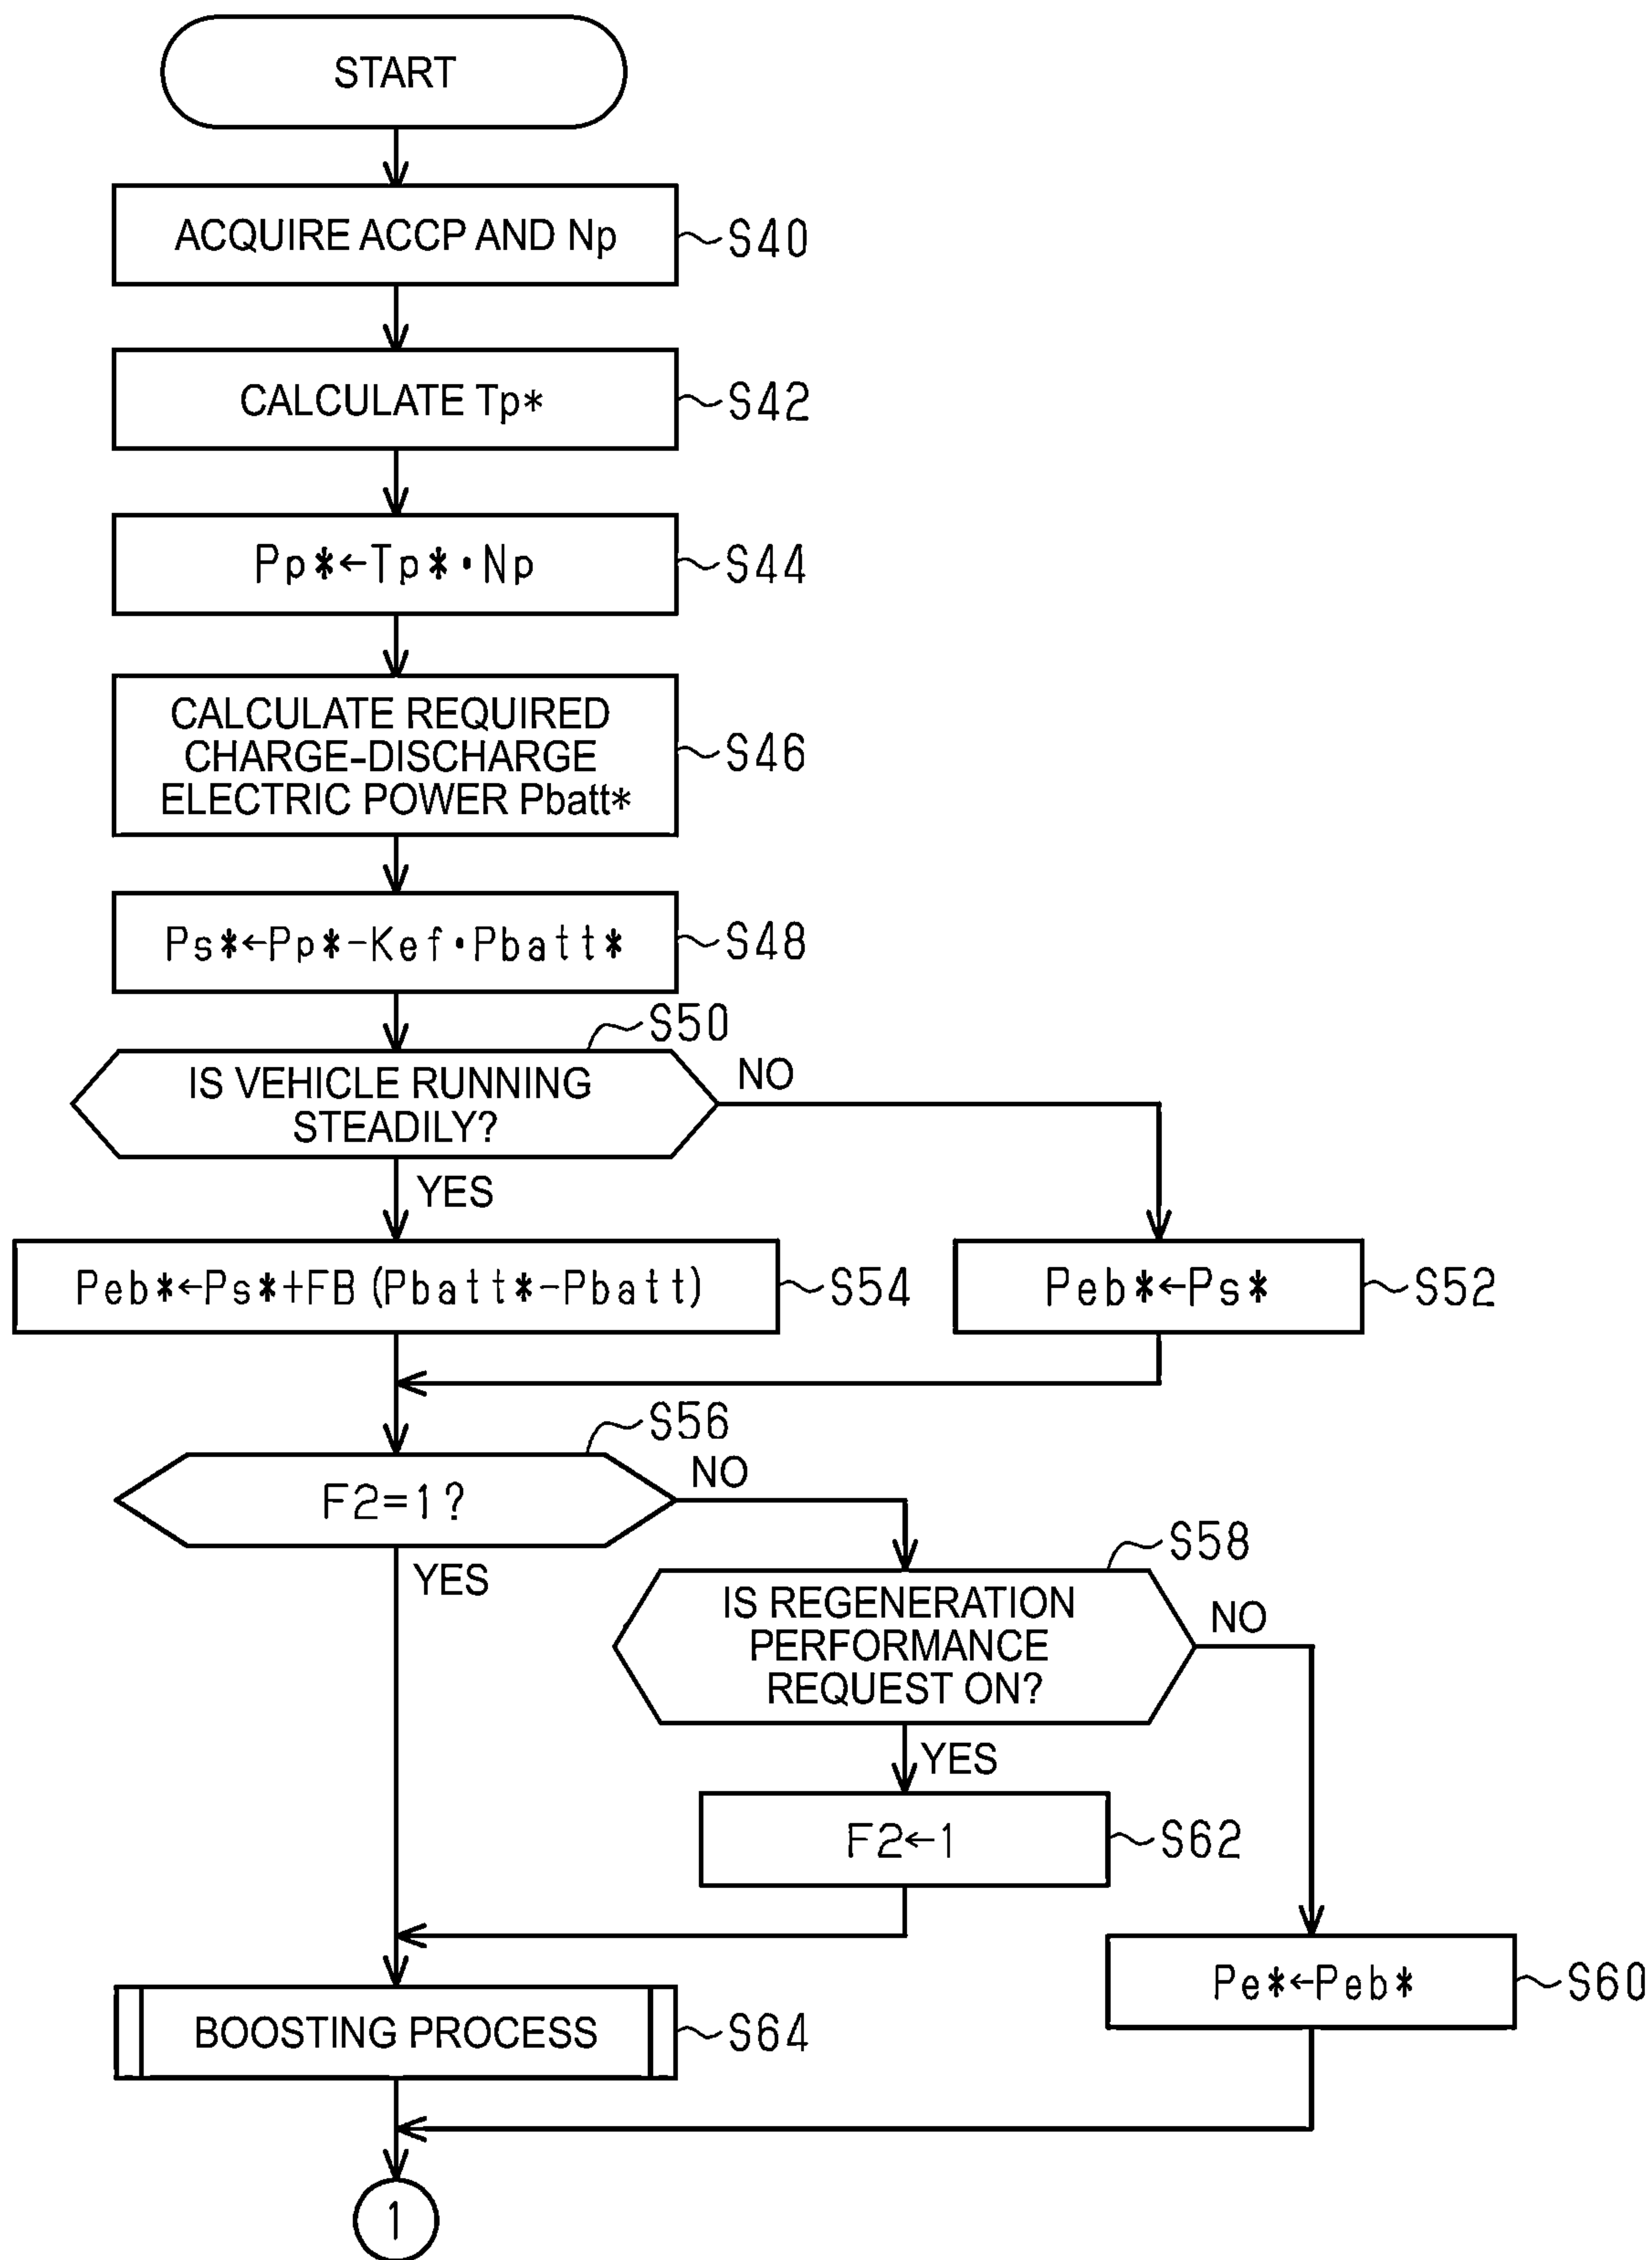 START
ACQUIRE ACCP AND Np
S40
CALCULATE Tp*
S42
Pp*←Tp*・Np
S44
CALCULATE REQUIRED
CHARGE-DISCHARGE
ELECTRIC POWER Pbatt*
S46
Ps*←Pp*-Kef・Pbatt*
S48
S50
IS VEHICLE RUNNING
STEADILY?
NO
YES
Peb*←Ps*+FB(Pbatt*-Pbatt)
S54
Peb*←Ps*
S52
S56
F2=1?
NO
YES
S58
IS REGENERATION
PERFORMANCE
REQUEST ON?
NO
YES
F2←1
S62
Pe*←Peb*
S60
BOOSTING PROCESS
S64
1